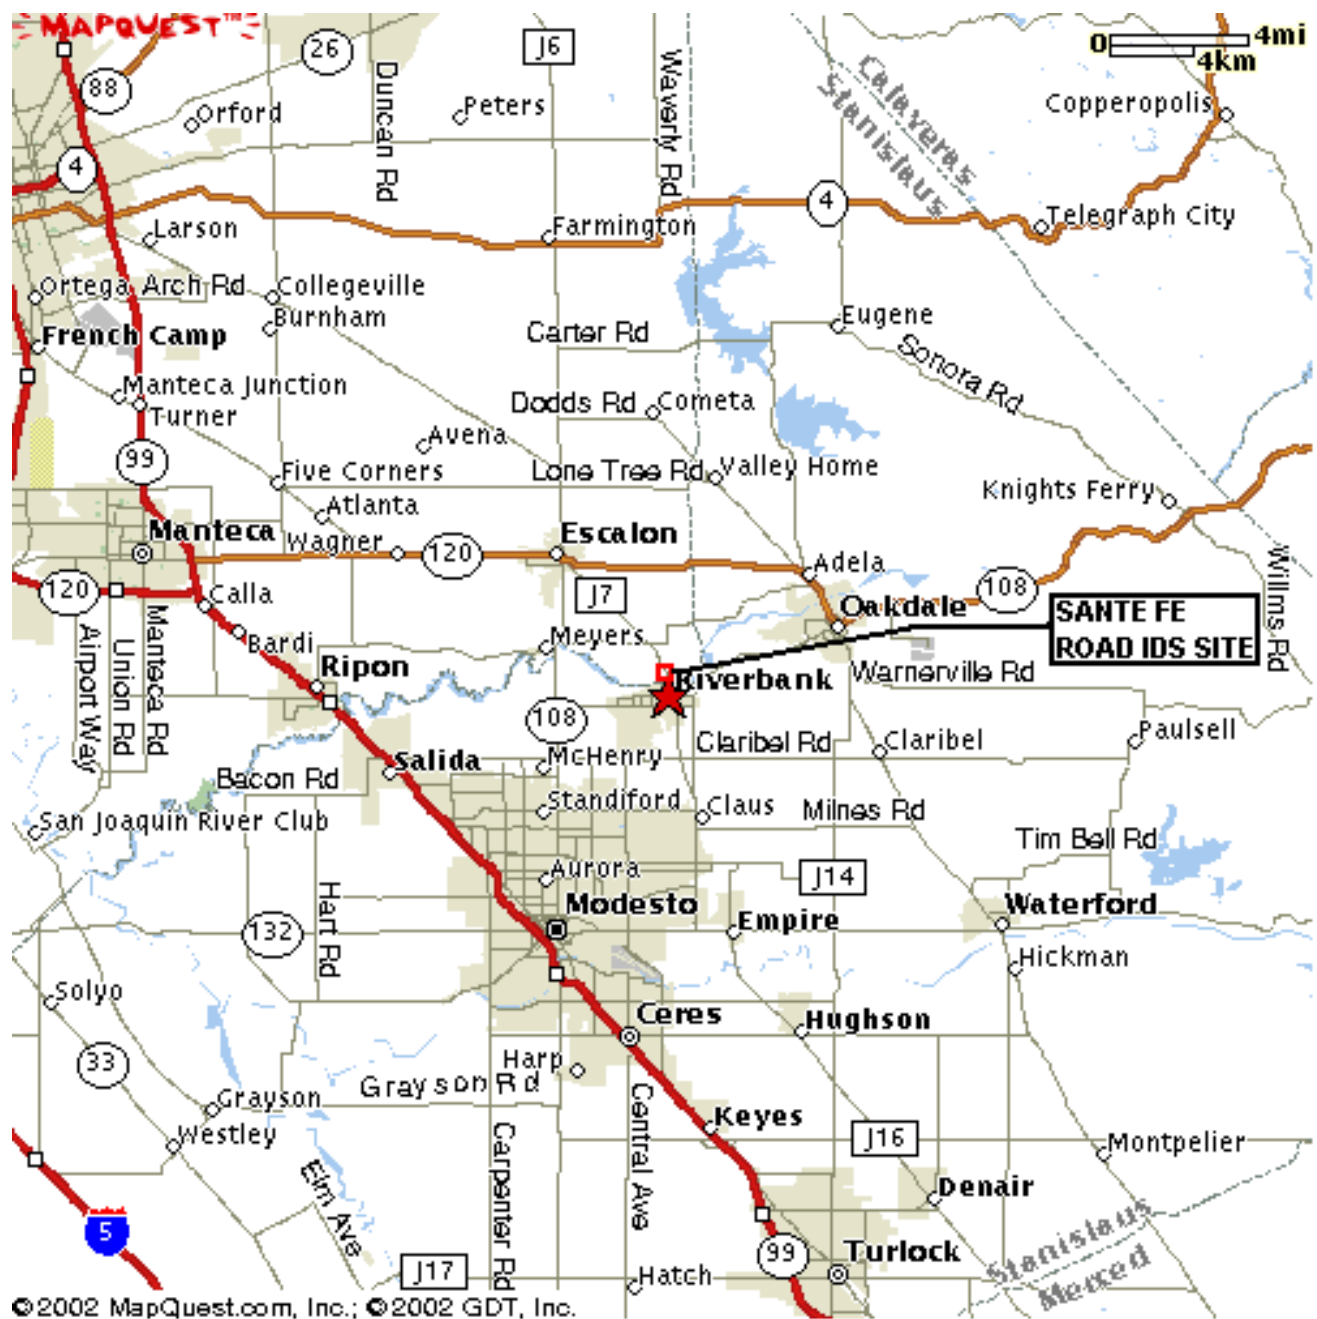 MAPQUEST™
26
J6
0 4mi
4km
88
Orford
Duncan Rd
Peters
Waverly Rd
Calaveras
Stanislaus
Copperopolis
4
Larson
Farmington
4
Telegraph City
Ortega
Arch Rd
Collegeville
Burnham
French Camp
Carter Rd
Eugene
Sonora Rd
Manteca Junction
Turner
Dodds Rd
Cometa
Avena
99
Five Corners
Lone Tree Rd
Valley Home
Knights Ferry
Atlanta
Manteca
Wagner
120
Escalon
Adela
Willms Rd
120
Calla
J7
108
Oakdale
SANTE FE
ROAD IDS SITE
Airport Way
Union Rd
Manteca Rd
Bardi
Meyers
Ripon
Riverbank
Warnerville Rd
108
Claribel Rd
Claribel
Paulsell
Salida
McHenry
Bacon Rd
Standiford
Claus
Milnes Rd
San Joaquin River Club
Tim Bell Rd
Aurora
J14
Hart Rd
Modesto
Empire
Waterford
132
Hickman
Solyo
Ceres
Hughson
33
Harp
Grayson Rd
Grayson
Central Ave
Keyes
Westley
Carpenter Rd
J16
Montpelier
Elm Ave
Denair
5
Stanislaus
Merced
J17
99
Turlock
Hatch
©2002 MapQuest.com, Inc.; ©2002 GDT, Inc.